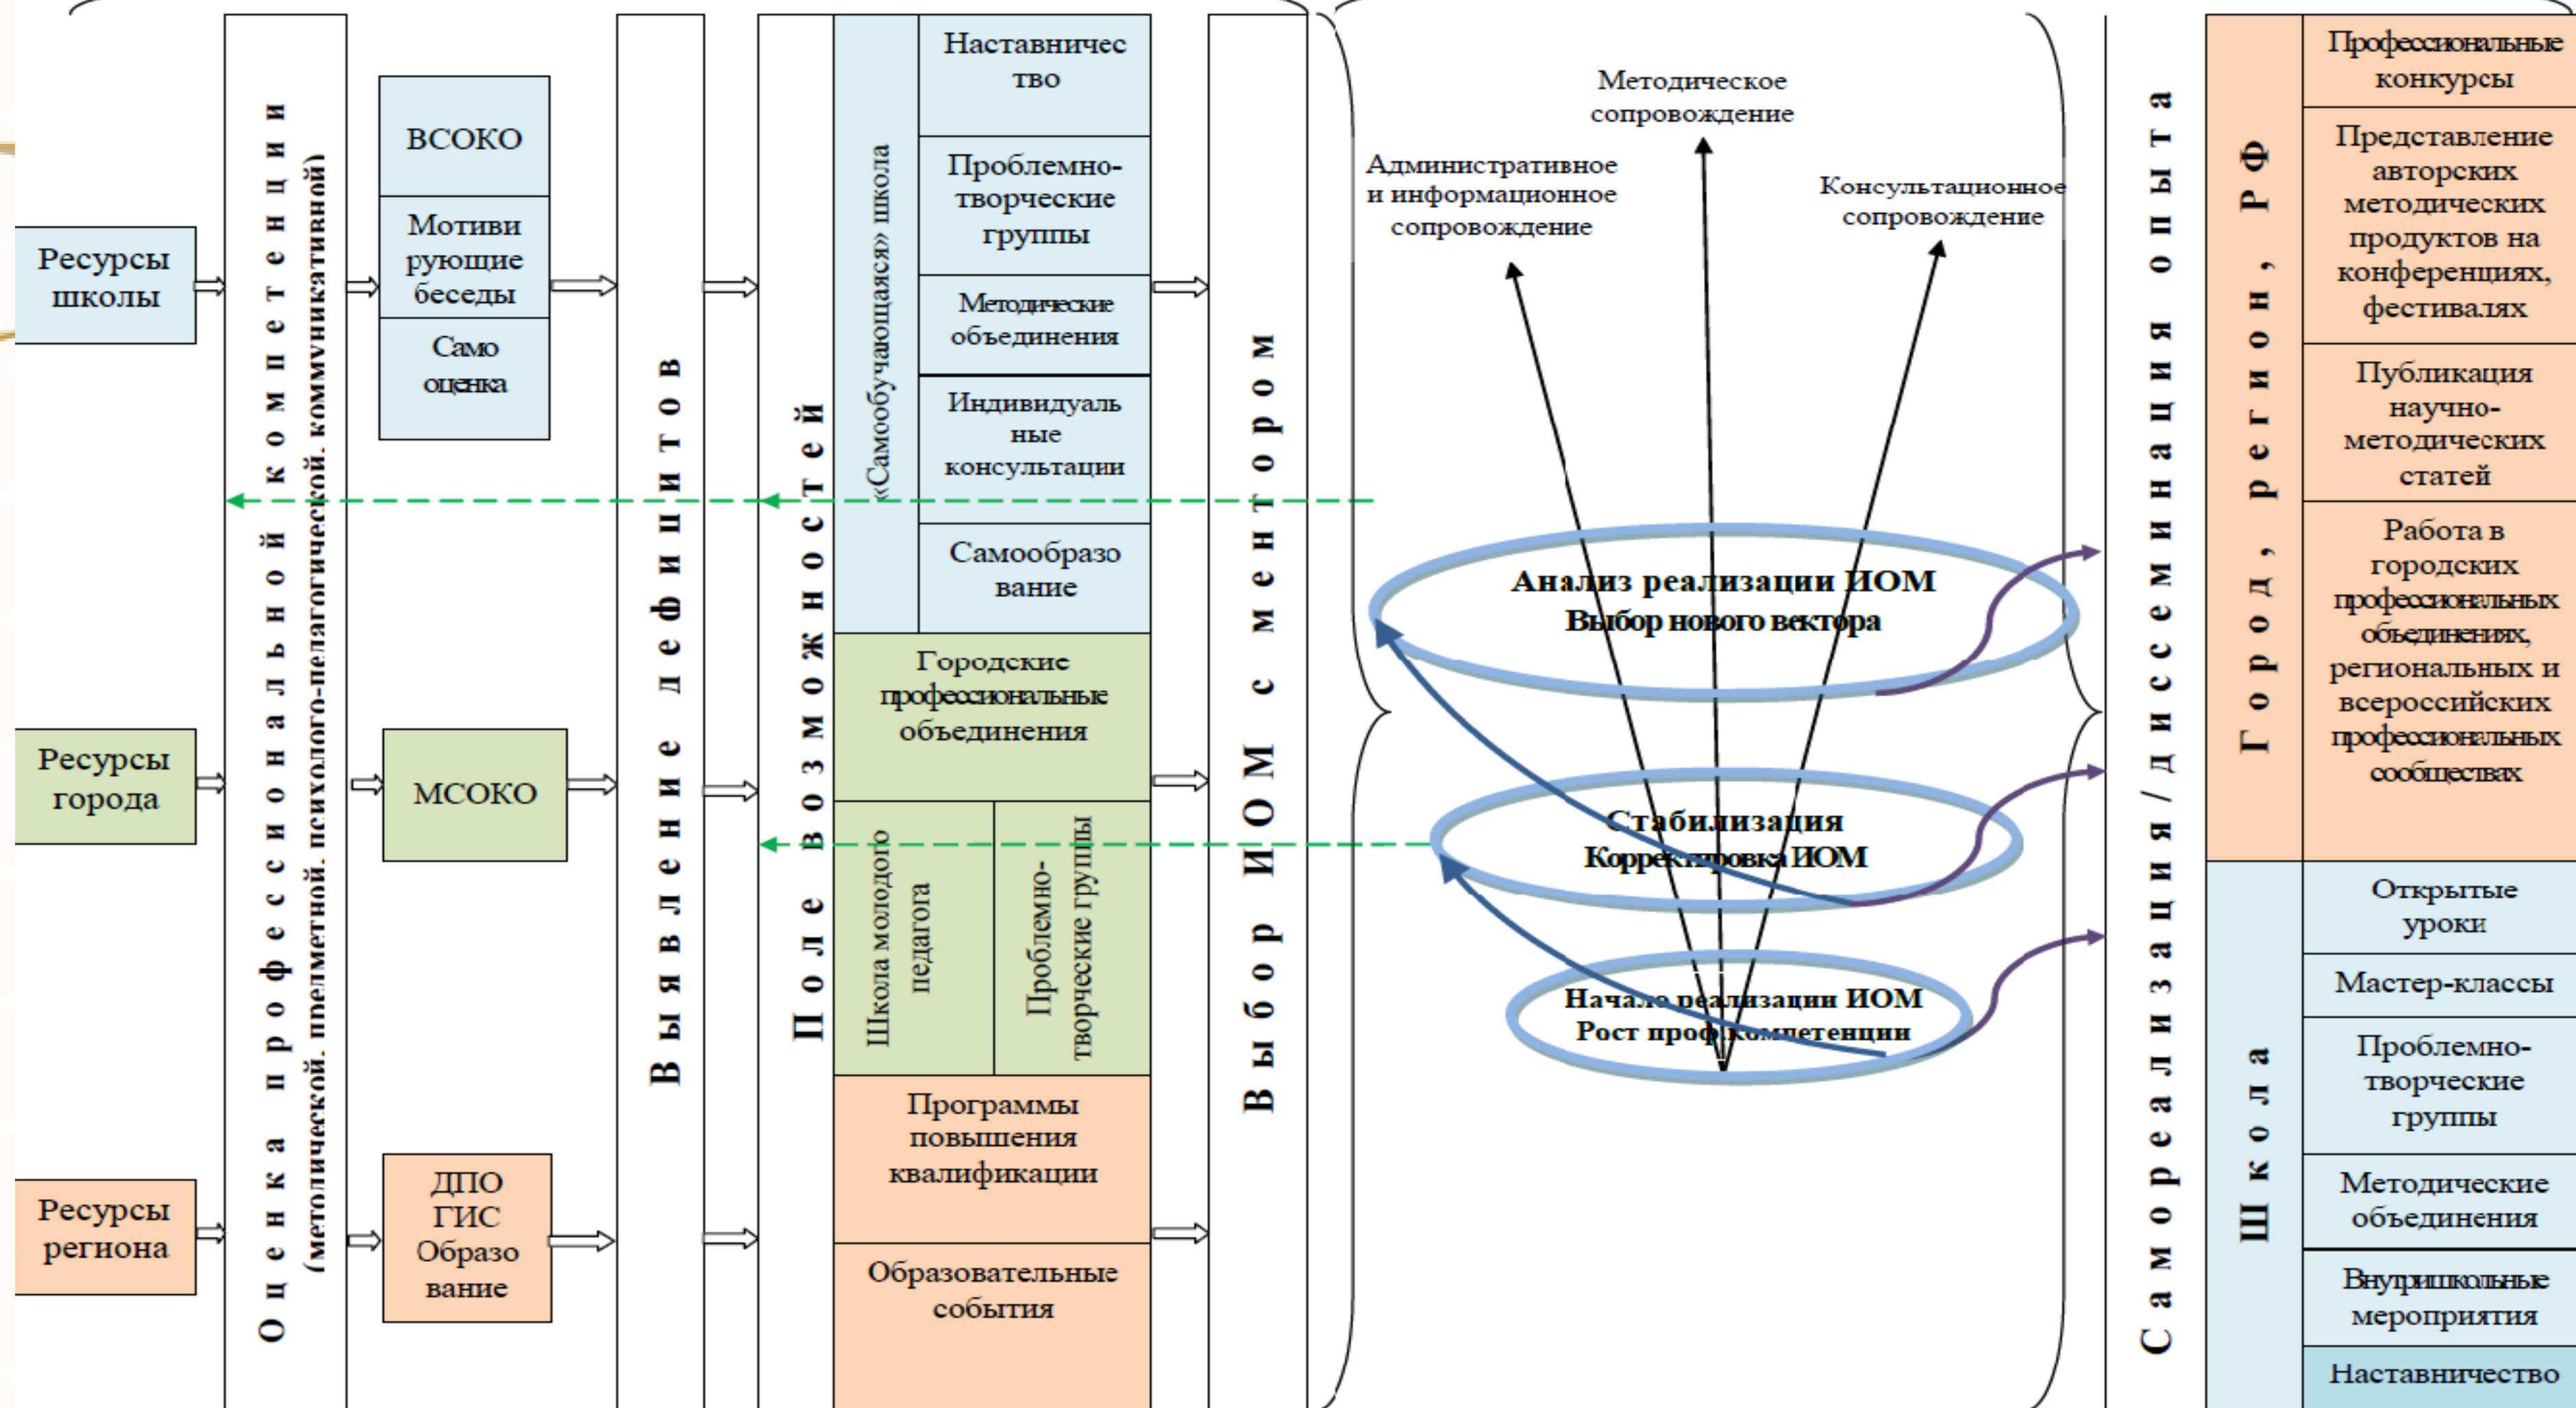 Ресурсы
школы
Ресурсы
города
Ресурсы
региона
Оценка профессиональной компетенции
(методической, предметной, психолого-педагогической, коммуникативной)
ВСОКО
Мотиви
рующие
беседы
Само
оценка
МСОКО
ДПО
ГИС
Образо
вание
Выявление дефицитов
Поле возможностей
«Самообучающаяся» школа
Наставничес
тво
Проблемно-
творческие
группы
Методические
объединения
Индивидуаль
ные
консультации
Самообразо
вание
Городские
профессиональные
объединения
Школа молодого
педагога
Проблемно-
творческие группы
Программы
повышения
квалификации
Образовательные
события
Выбор ИОМ с ментором
Методическое
сопровождение
Административное
и информационное
сопровождение
Консультационное
сопровождение
Анализ реализации ИОМ
Выбор нового вектора
Стабилизация
Корректировка ИОМ
Начало реализации ИОМ
Рост проф.компетенции
Самореализация/диссеминация опыта
Город, регион, РФ
Профессиональные
конкурсы
Представление
авторских
методических
продуктов на
конференциях,
фестивалях
Публикация
научно-
методических
статей
Работа в
городских
профессиональных
объединениях,
региональных и
всероссийских
профессиональных
сообществах
Школа
Открытые
уроки
Мастер-классы
Проблемно-
творческие
группы
Методические
объединения
Внутришкольные
мероприятия
Наставничество